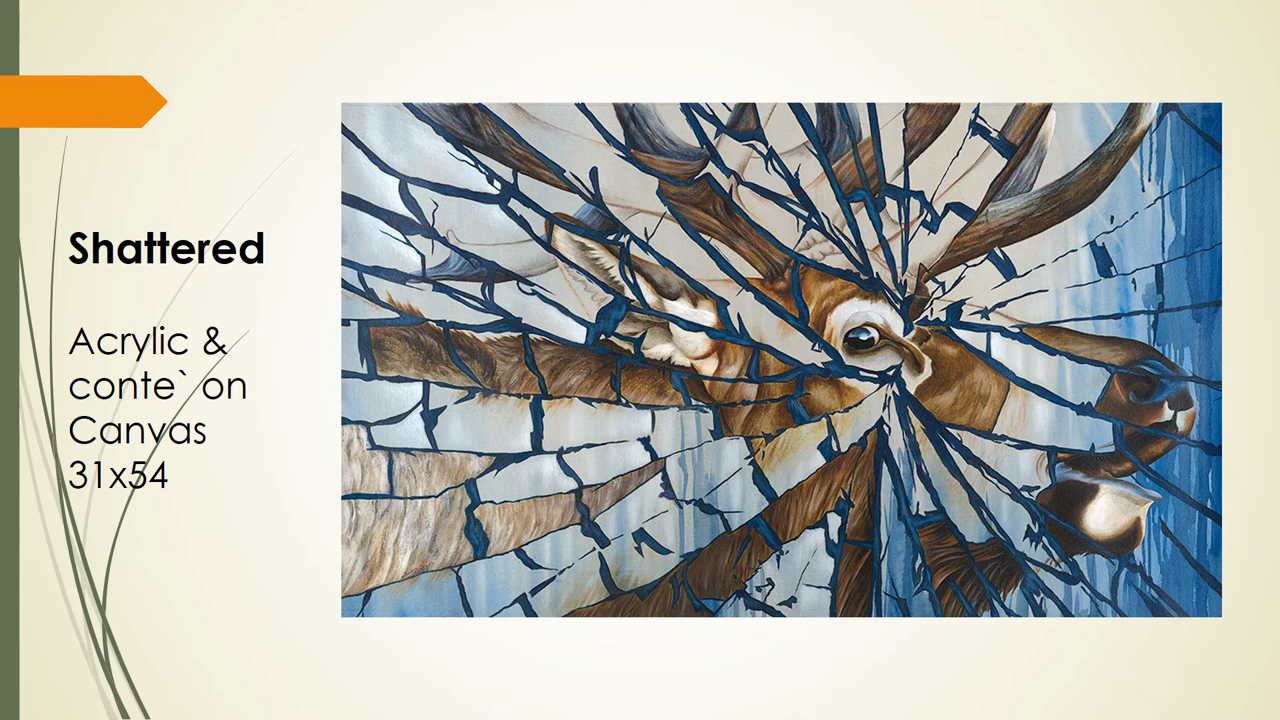 Shattered
Acrylic &
conte` on
Canvas
31x54